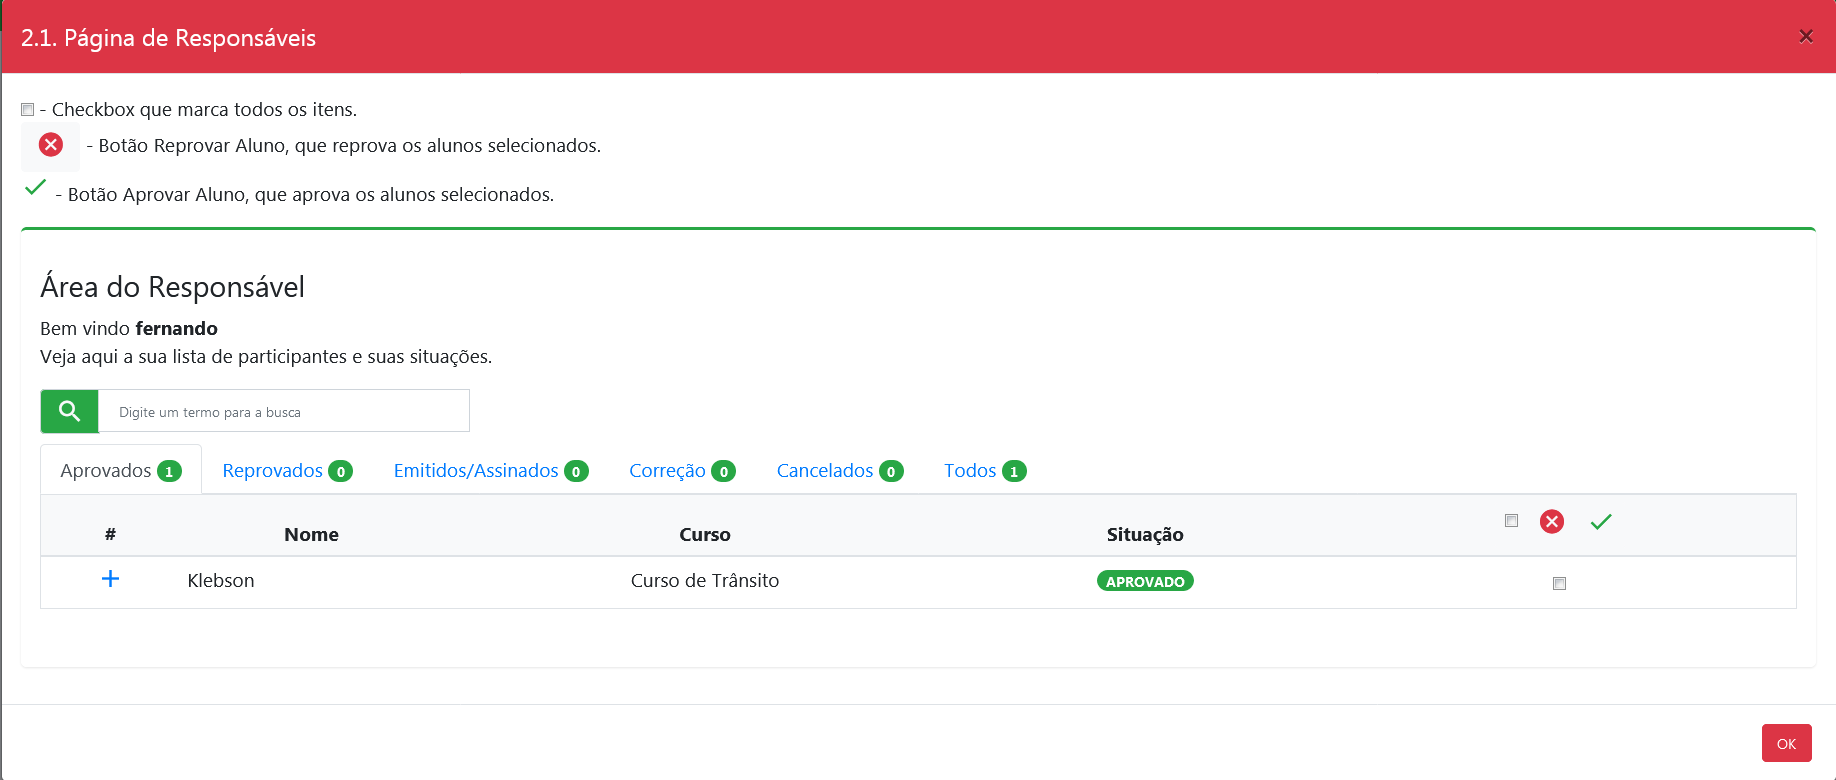 2.1. Página de Responsáveis
×
- Checkbox que marca todos os itens.
- Botão Reprovar Aluno, que reprova os alunos selecionados.
- Botão Aprovar Aluno, que aprova os alunos selecionados.
Área do Responsável
Bem vindo fernando
Veja aqui a sua lista de participantes e suas situações.
Digite um termo para a busca
Aprovados 1 Reprovados 0 Emitidos/Assinados 0 Correção 0 Cancelados 0 Todos 1
# Nome Curso Situação
Klebson Curso de Trânsito APROVADO
OK